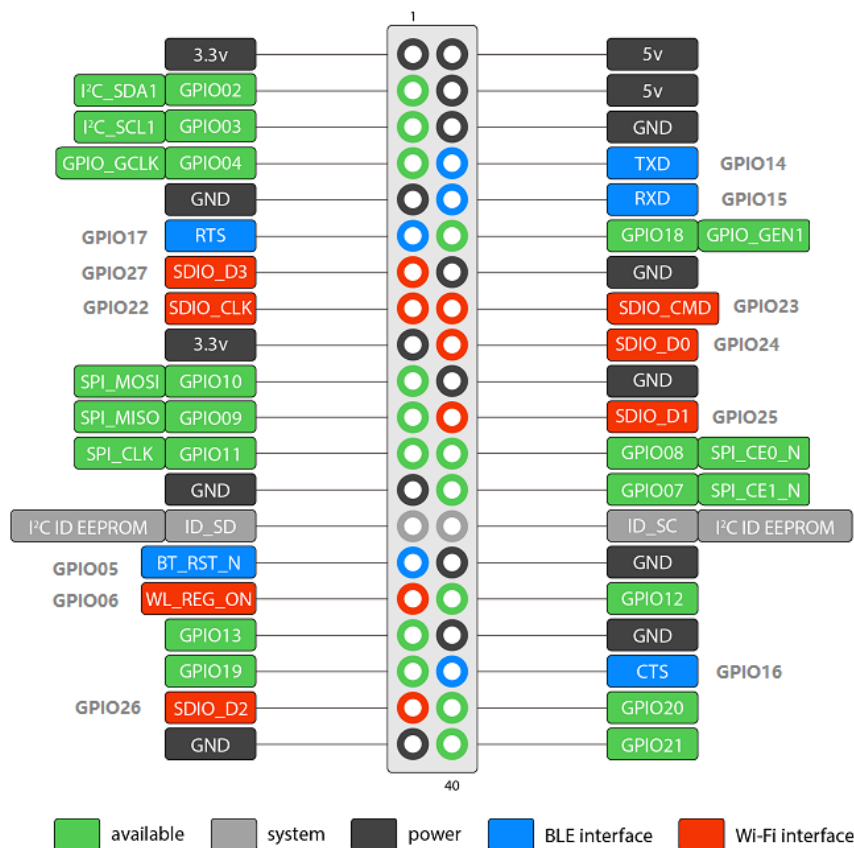 1
3.3v 5v
I²C_SDA1 GPIO02 5v
I²C_SCL1 GPIO03 GND
GPIO_GCLK GPIO04 TXD GPIO14
GND RXD GPIO15
GPIO17 RTS GPIO18 GPIO_GEN1
GPIO27 SDIO_D3 GND
GPIO22 SDIO_CLK SDIO_CMD GPIO23
3.3v SDIO_D0 GPIO24
SPI_MOSI GPIO10 GND
SPI_MISO GPIO09 SDIO_D1 GPIO25
SPI_CLK GPIO11 GPIO08 SPI_CE0_N
GND GPIO07 SPI_CE1_N
I²C ID EEPROM ID_SD ID_SC I²C ID EEPROM
GPIO05 BT_RST_N GND
GPIO06 WL_REG_ON GPIO12
GPIO13 GND
GPIO19 CTS GPIO16
GPIO26 SDIO_D2 GPIO20
GND GPIO21
40
available system power BLE interface Wi-Fi interface